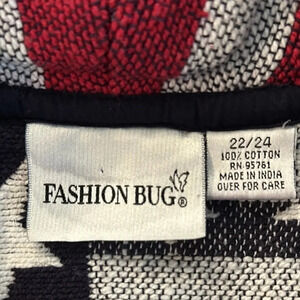 FASHION BUG®
22/24
100% COTTON
RN 95761
MADE IN INDIA
OVER FOR CARE